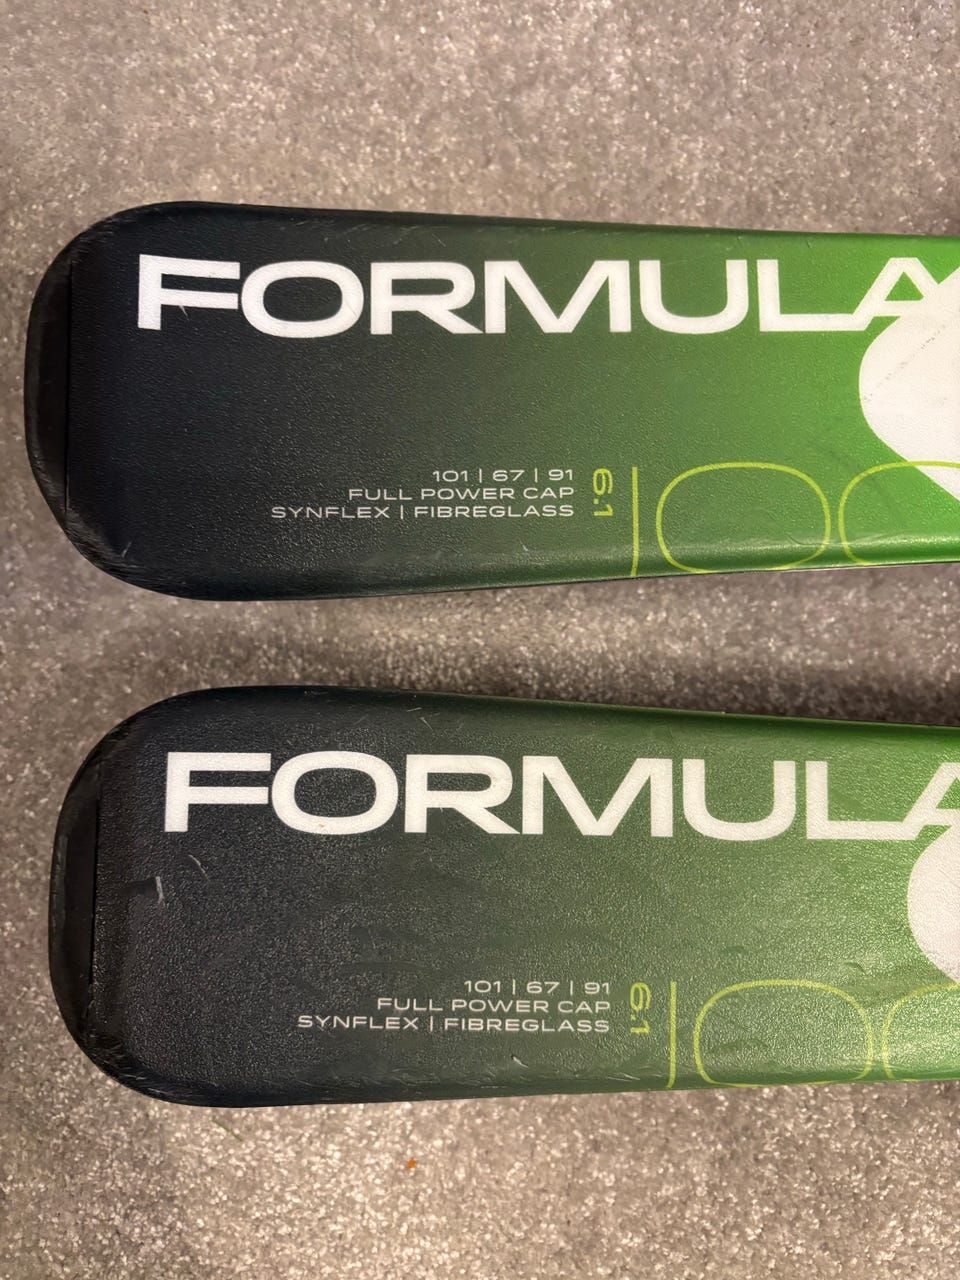 FORMULA
101 | 67 | 91
FULL POWER CAP
SYNFLEX | FIBREGLASS
6.1
FORMULA
101 | 67 | 91
FULL POWER CAP
SYNFLEX | FIBREGLASS
6.1